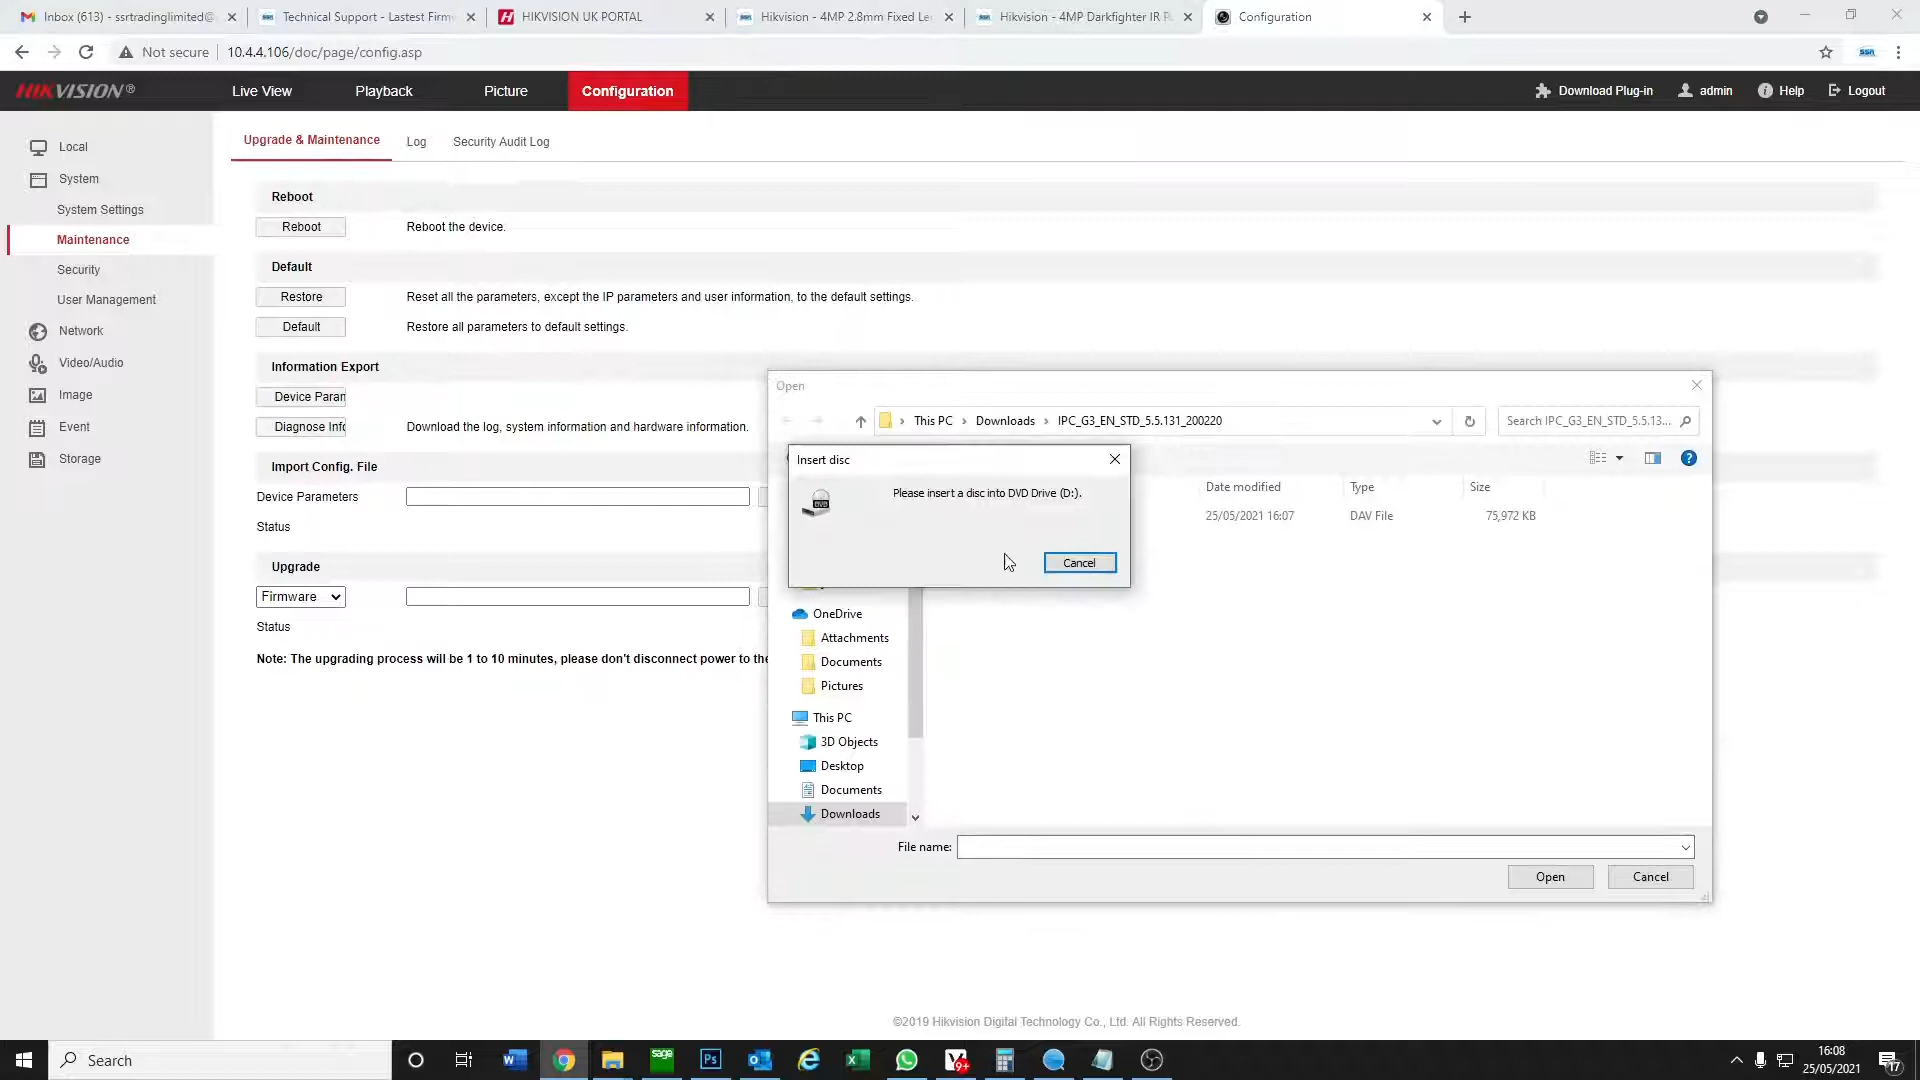 Inbox (613) - ssrtradinglimited@
Technical Support - Lastest Firm
HIKVISION UK PORTAL
Hikvision - 4MP 2.8mm Fixed Le
Hikvision - 4MP Darkfighter IR
Configuration
Not secure
10.4.4.106/doc/page/config.asp
HIKVISION®
Live View
Playback
Picture
Configuration
Download Plug-in
admin
Help
Logout
Local
System
System Settings
Maintenance
Security
User Management
Network
Video/Audio
Image
Event
Storage
Upgrade & Maintenance
Log
Security Audit Log
Reboot
Reboot
Reboot the device.
Default
Restore
Reset all the parameters, except the IP parameters and user information, to the default settings.
Default
Restore all parameters to default settings.
Information Export
Device Param
Diagnose Info
Download the log, system information and hardware information.
Import Config. File
Device Parameters
Status
Upgrade
Firmware
Status
Note: The upgrading process will be 1 to 10 minutes, please don't disconnect power to the
Open
This PC
Downloads
IPC_G3_EN_STD_5.5.131_200220
Search IPC_G3_EN_STD_5.5.13...
Insert disc
Please insert a disc into DVD Drive (D:).
Cancel
Date modified
Type
Size
25/05/2021 16:07
DAV File
75,972 KB
OneDrive
Attachments
Documents
Pictures
This PC
3D Objects
Desktop
Documents
Downloads
File name:
Open
Cancel
©2019 Hikvision Digital Technology Co., Ltd. All Rights Reserved.
Search
sage
Ps
9+
16:08
25/05/2021
17